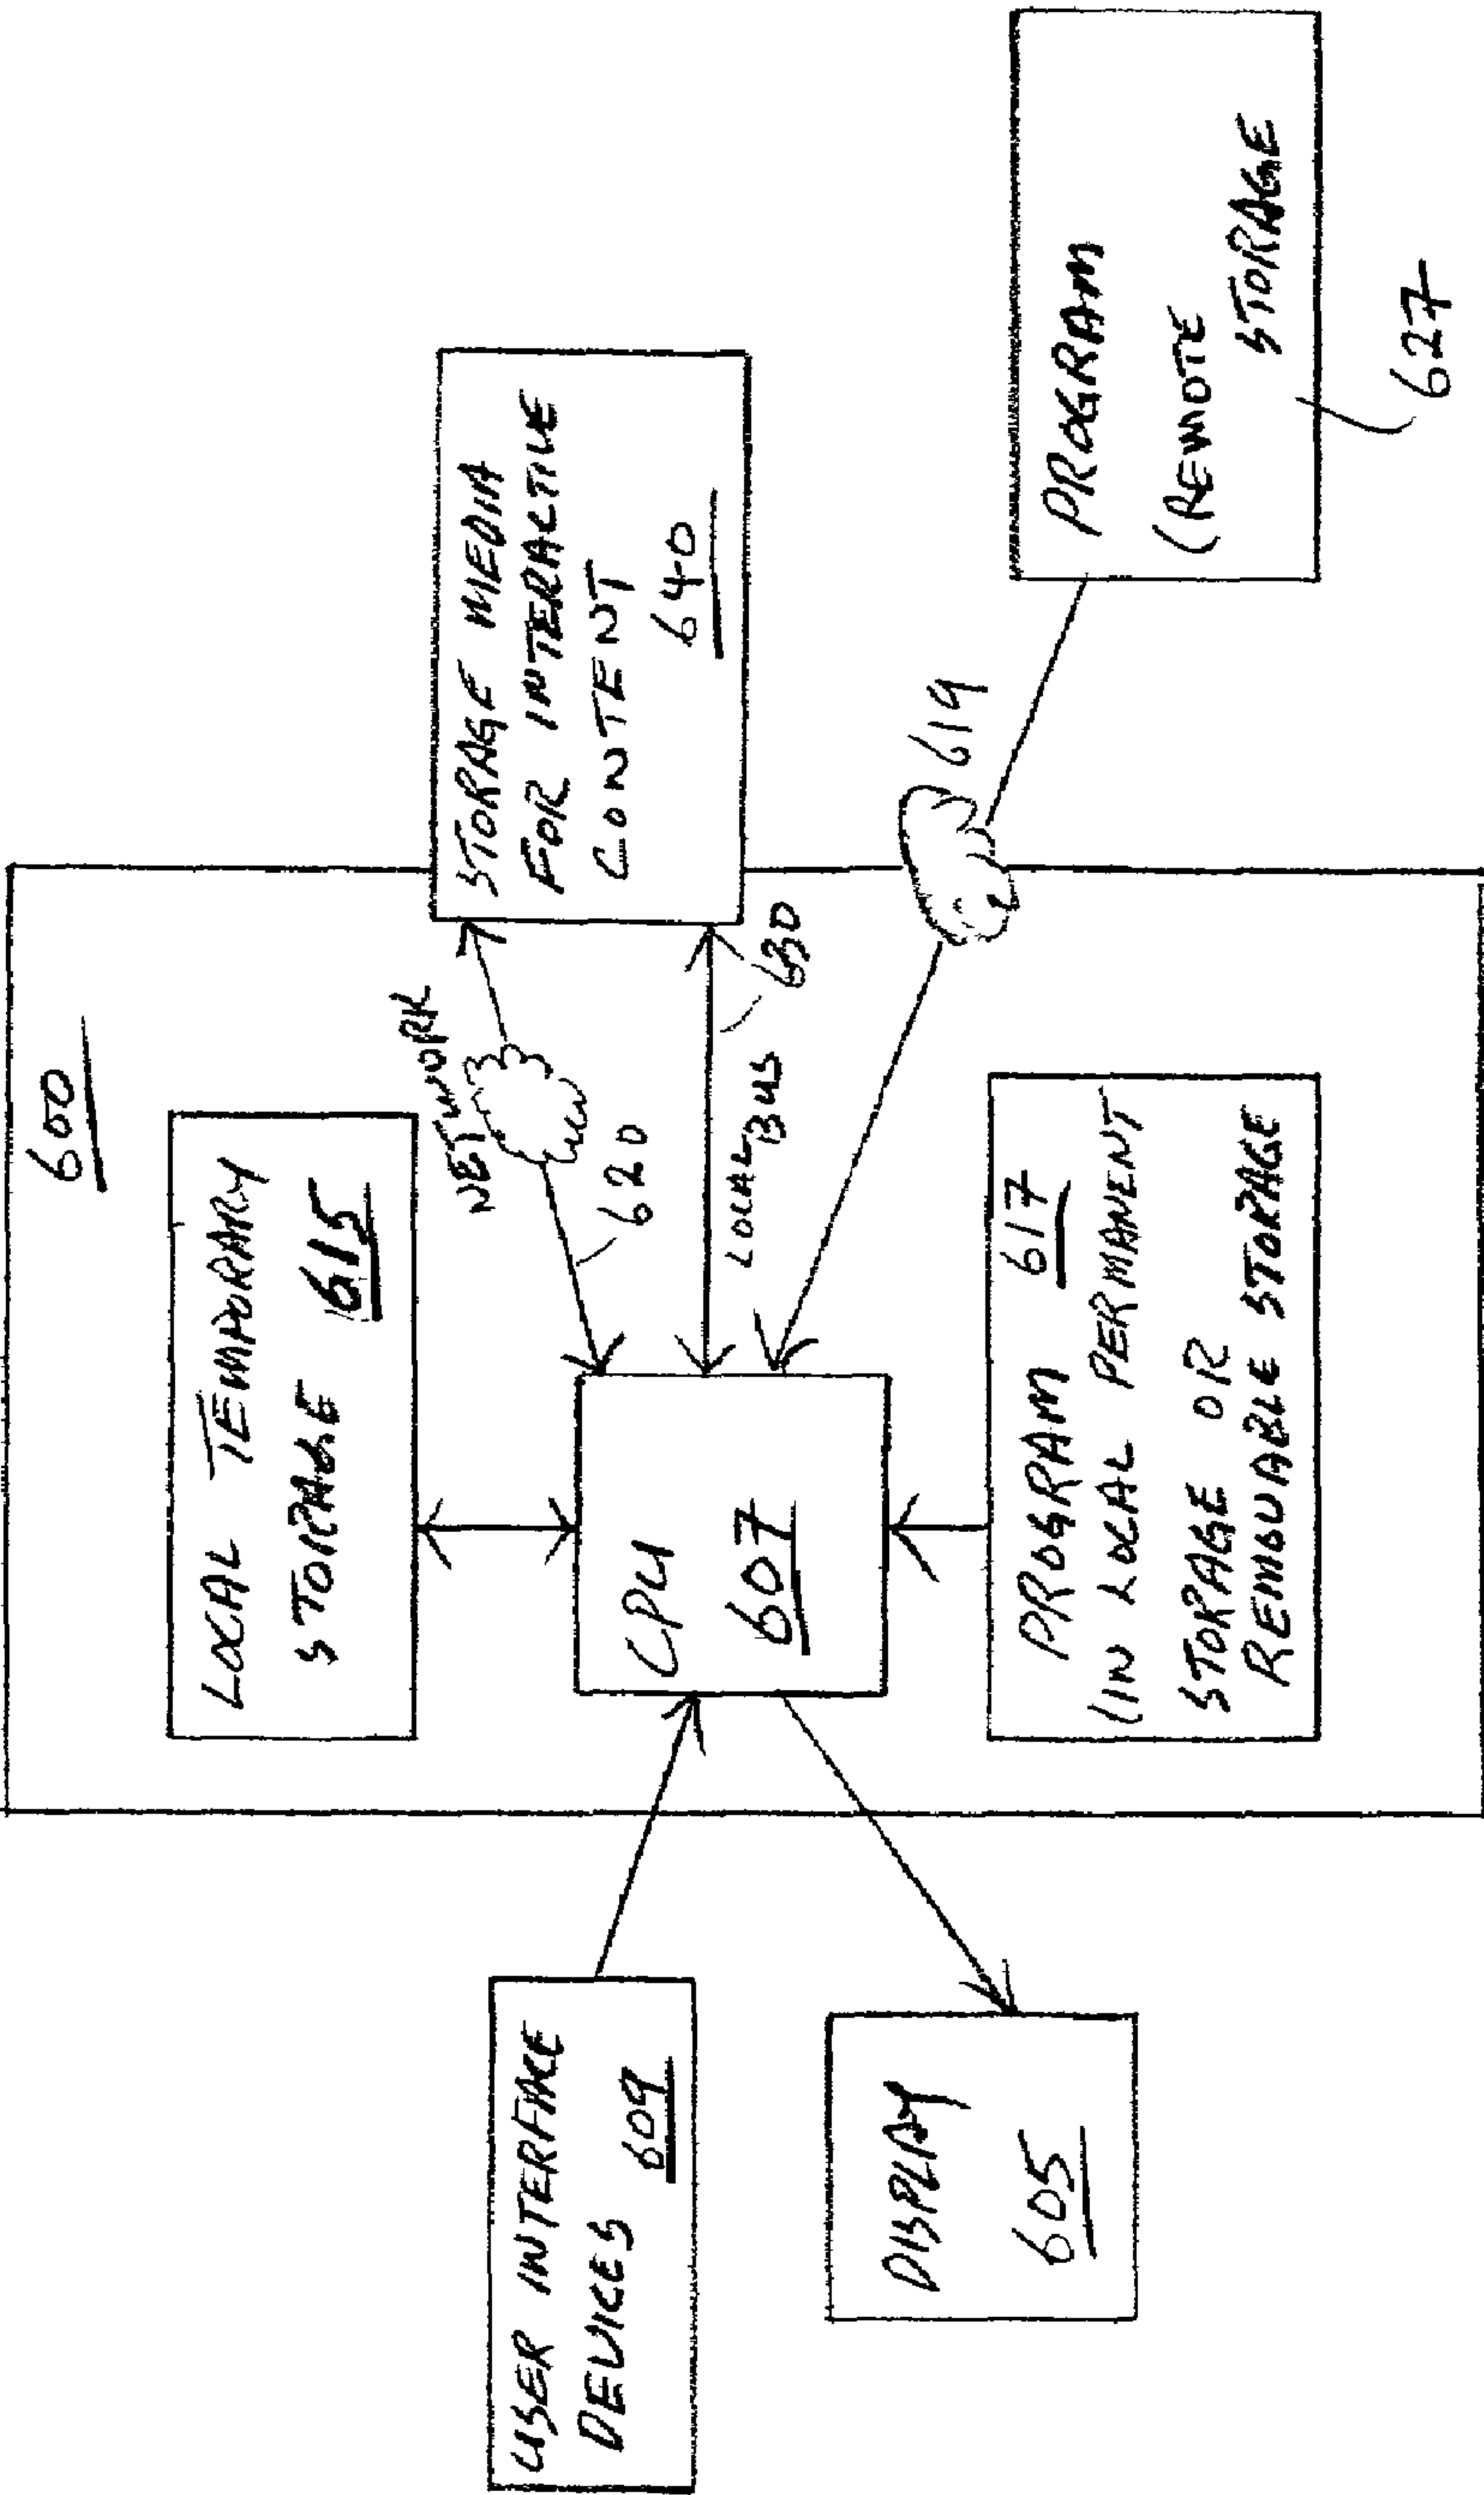 600
LOCAL TEMPORARY
STORAGE 615
USER INTERFACE
DEVICES 609
DISPLAY
605
CPU
607
NETWORK
620
LOCAL BUS
630
STORAGE MEDIA
FOR INTERACTIVE
CONTENT
640
PROGRAM 617
(IN LOCAL PERMANENT
STORAGE OR
REMOVABLE STORAGE
619
PROGRAM
(REMOTE
STORAGE
627